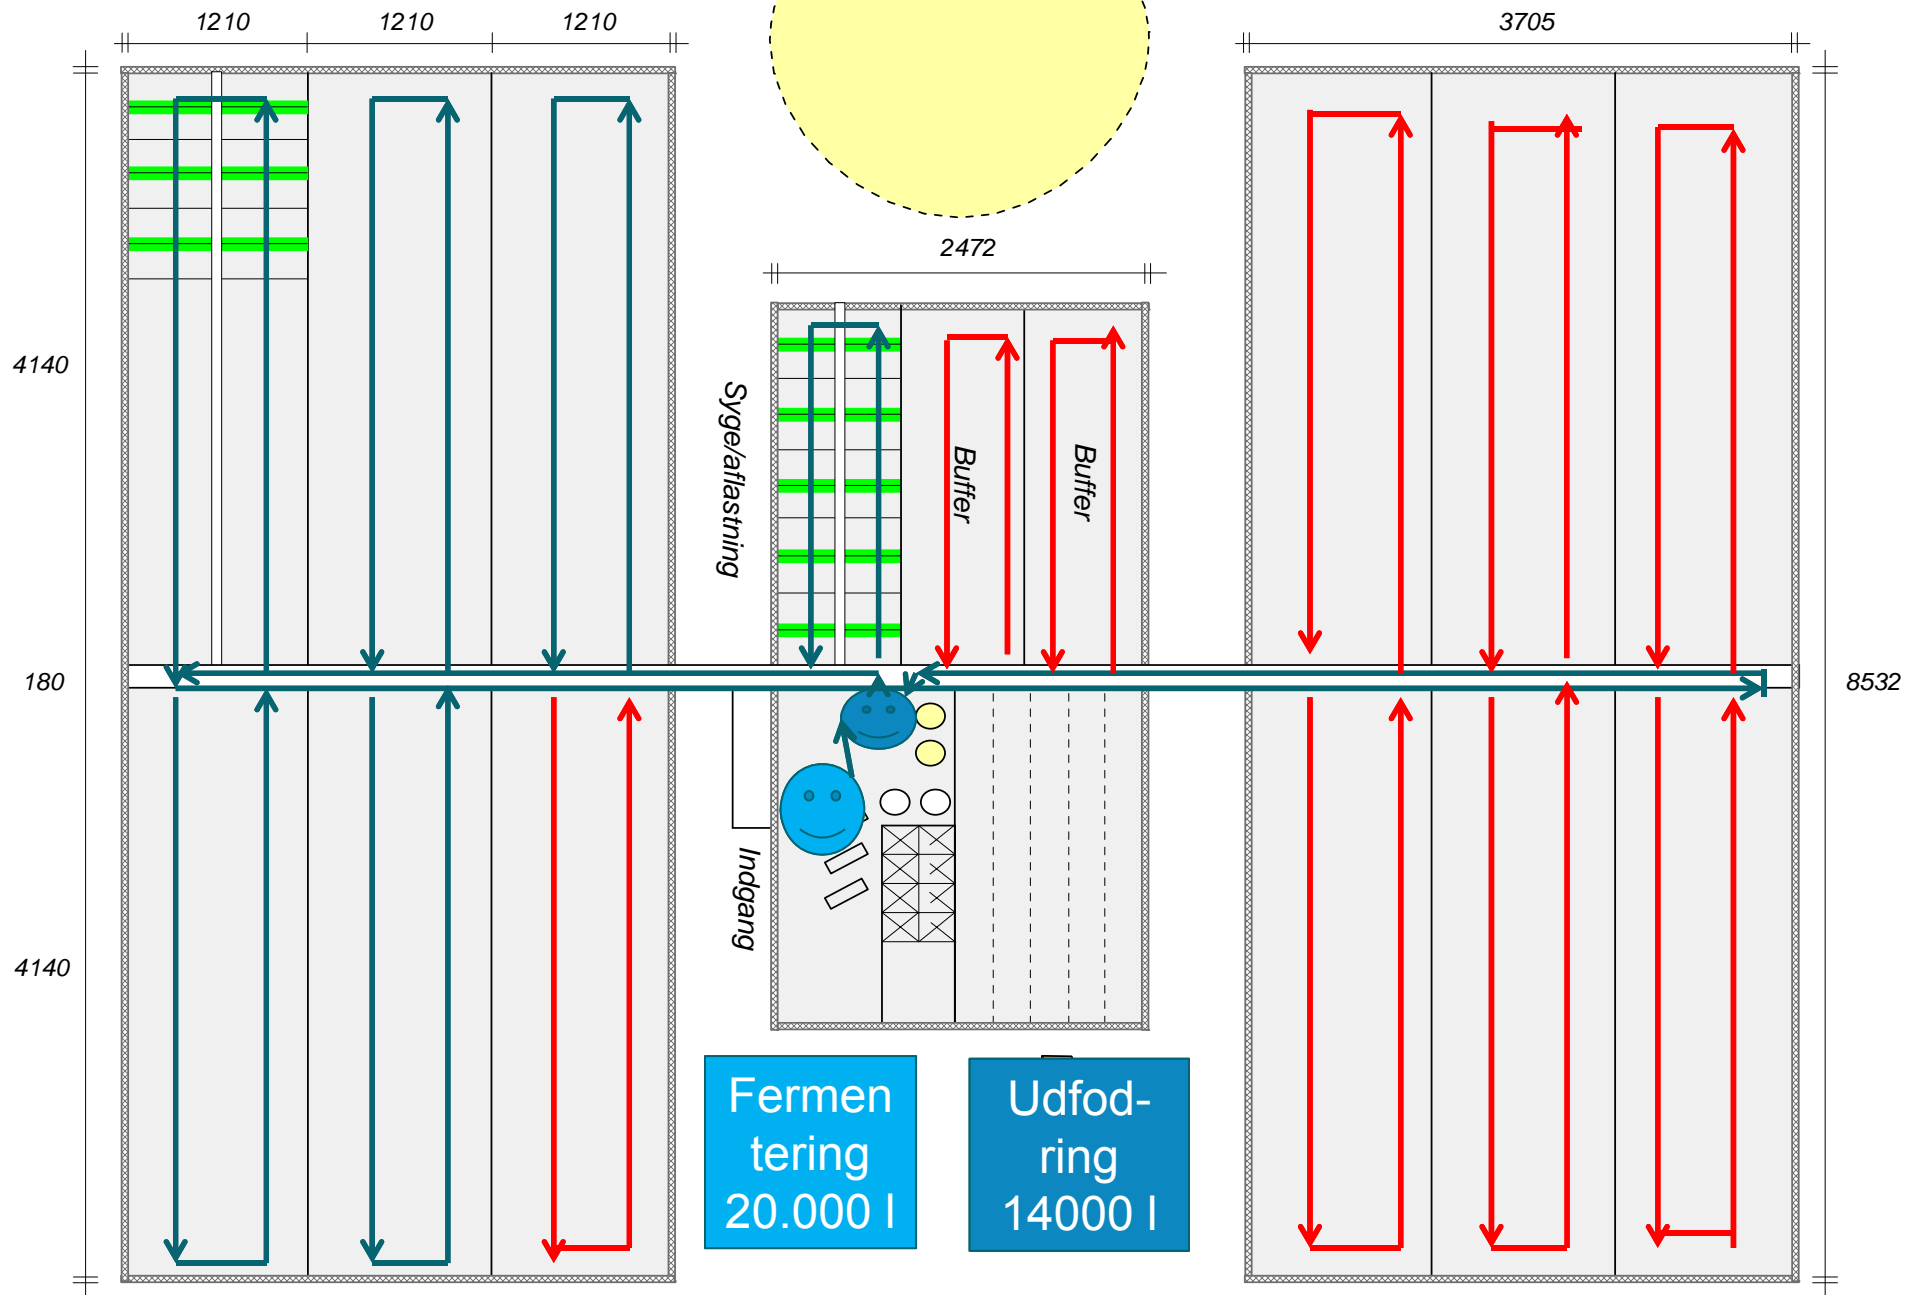 1210
1210
1210
3705
2472
4140
Syge/aflastning
Buffer
Buffer
180
8532
Indgang
4140
Fermen
tering
20.000 l
Udfod-
ring
14000 l